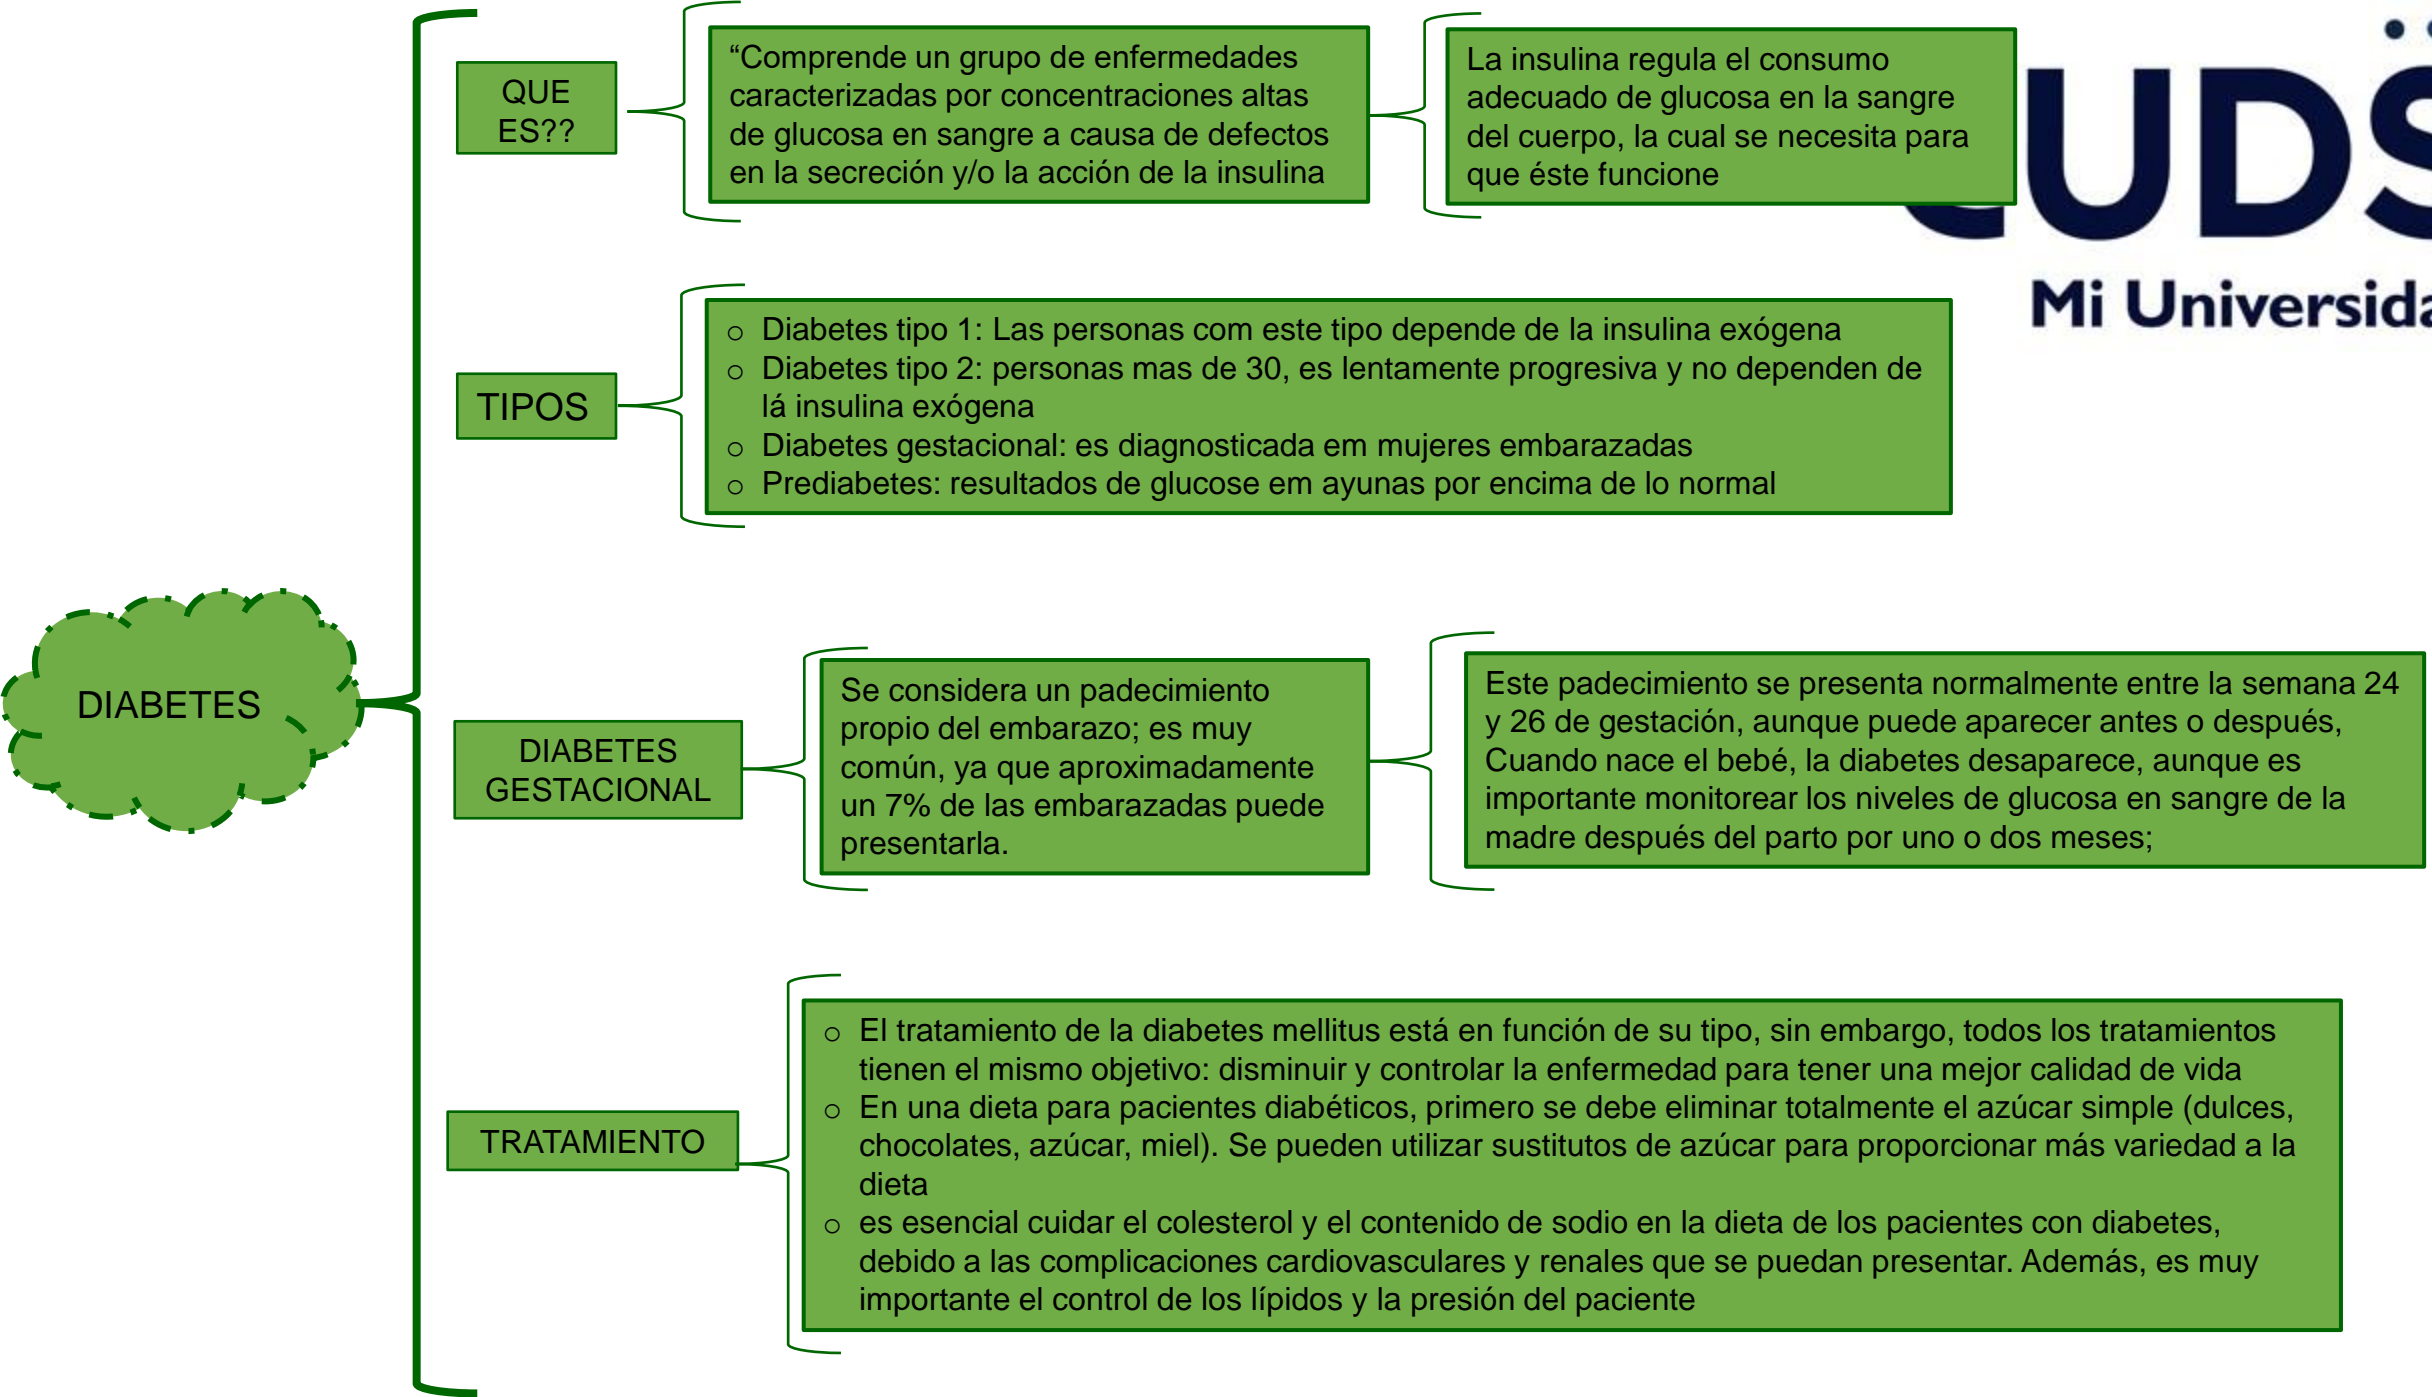 QUE
ES??
“Comprende un grupo de enfermedades
caracterizadas por concentraciones altas
de glucosa en sangre a causa de defectos
en la secreción y/o la acción de la insulina
La insulina regula el consumo
adecuado de glucosa en la sangre
del cuerpo, la cual se necesita para
que éste funcione
UDS
Mi Universida
TIPOS
o Diabetes tipo 1: Las personas com este tipo depende de la insulina exógena
o Diabetes tipo 2: personas mas de 30, es lentamente progresiva y no dependen de
lá insulina exógena
o Diabetes gestacional: es diagnosticada em mujeres embarazadas
o Prediabetes: resultados de glucose em ayunas por encima de lo normal
DIABETES
DIABETES
GESTACIONAL
Se considera un padecimiento
propio del embarazo; es muy
común, ya que aproximadamente
un 7% de las embarazadas puede
presentarla.
Este padecimiento se presenta normalmente entre la semana 24
y 26 de gestación, aunque puede aparecer antes o después,
Cuando nace el bebé, la diabetes desaparece, aunque es
importante monitorear los niveles de glucosa en sangre de la
madre después del parto por uno o dos meses;
TRATAMIENTO
o El tratamiento de la diabetes mellitus está en función de su tipo, sin embargo, todos los tratamientos
tienen el mismo objetivo: disminuir y controlar la enfermedad para tener una mejor calidad de vida
o En una dieta para pacientes diabéticos, primero se debe eliminar totalmente el azúcar simple (dulces,
chocolates, azúcar, miel). Se pueden utilizar sustitutos de azúcar para proporcionar más variedad a la
dieta
o es esencial cuidar el colesterol y el contenido de sodio en la dieta de los pacientes con diabetes,
debido a las complicaciones cardiovasculares y renales que se puedan presentar. Además, es muy
importante el control de los lípidos y la presión del paciente